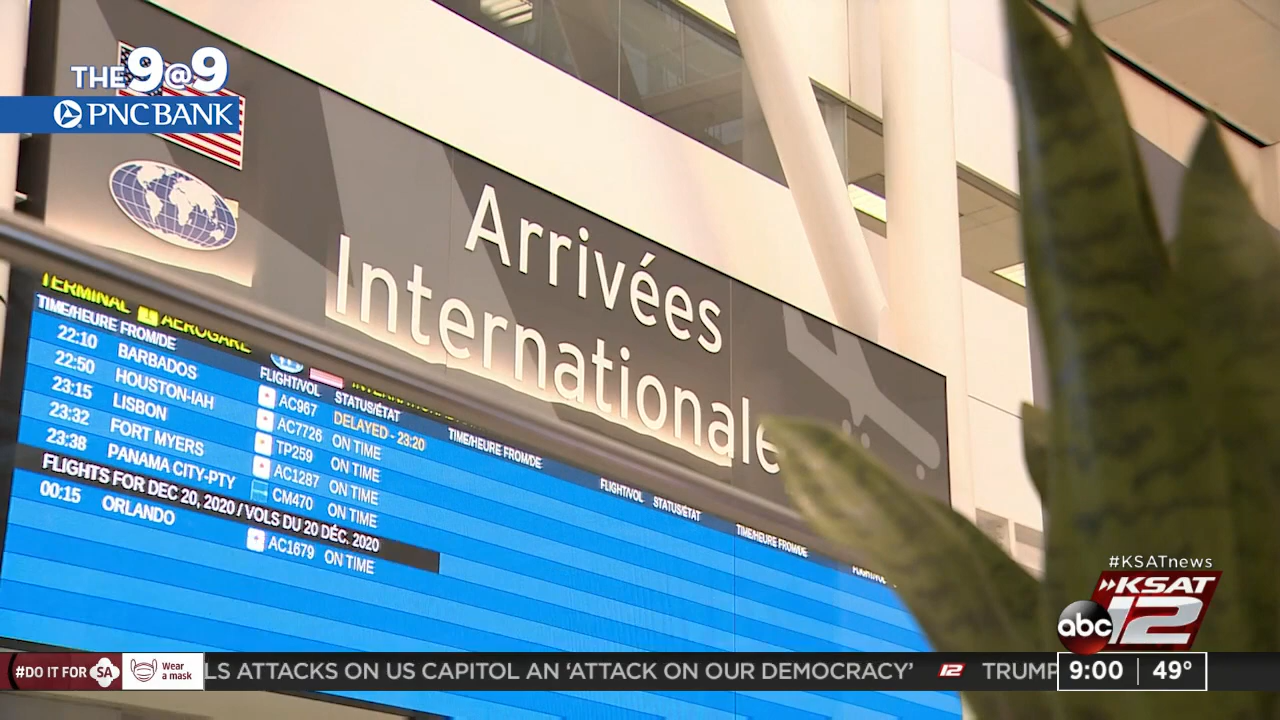 THE 9@9
PNC BANK
Arrivées
Internationale
TERMINAL AÉROGARE
TIME/HEURE FROM/DE FLIGHT/VOL STATUS/ÉTAT
22:10 BARBADOS AC967 DELAYED - 23:20
22:50 HOUSTON-IAH AC7726 ON TIME
23:15 LISBON TP259 ON TIME
23:32 FORT MYERS AC1287 ON TIME
23:38 PANAMA CITY-PTY CM470 ON TIME
FLIGHTS FOR DEC 20, 2020 / VOLS DU 20 DÉC. 2020
00:15 ORLANDO AC1679 ON TIME
TIME/HEURE FROM/DE FLIGHT/VOL STATUS/ÉTAT
TIME/HEURE FROM/DE FLIGHT/VOL
#KSATnews
KSAT
abc 12
#DO IT FOR SA
Wear
a mask
LS ATTACKS ON US CAPITOL AN ‘ATTACK ON OUR DEMOCRACY’ 12 TRUMP
9:00 49°